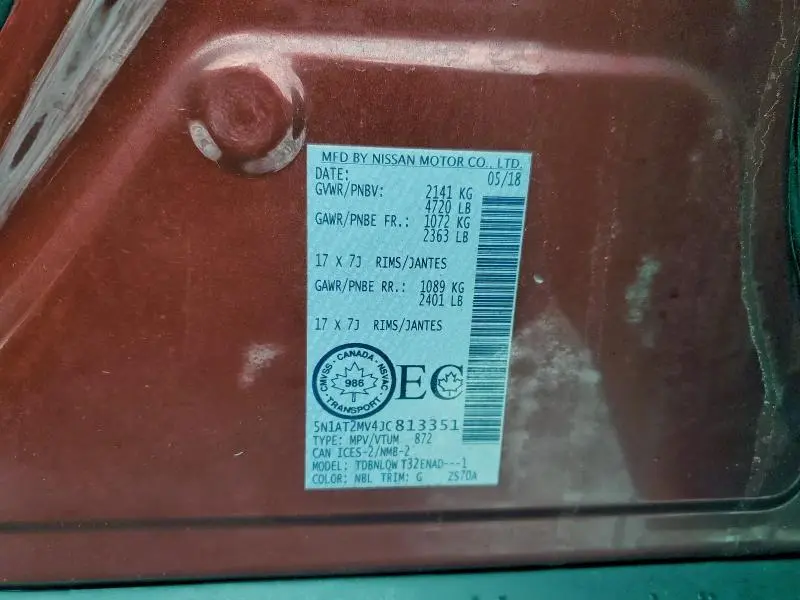 MFD BY NISSAN MOTOR CO., LTD.
DATE: 05/18
GVWR/PNBV: 2141 KG
4720 LB
GAWR/PNBE FR.: 1072 KG
2363 LB
17 X 7J RIMS/JANTES
GAWR/PNBE RR.: 1089 KG
2401 LB
17 X 7J RIMS/JANTES
CMVSS · CANADA · NSVAC
986
TRANSPORT
EC
5N1AT2MV4JC813351
TYPE: MPV/VTUM 872
CAN ICES-2/NMB-2
MODEL: TDBNLQW T32ENAD---1
COLOR: NBL TRIM: G ZS7DA